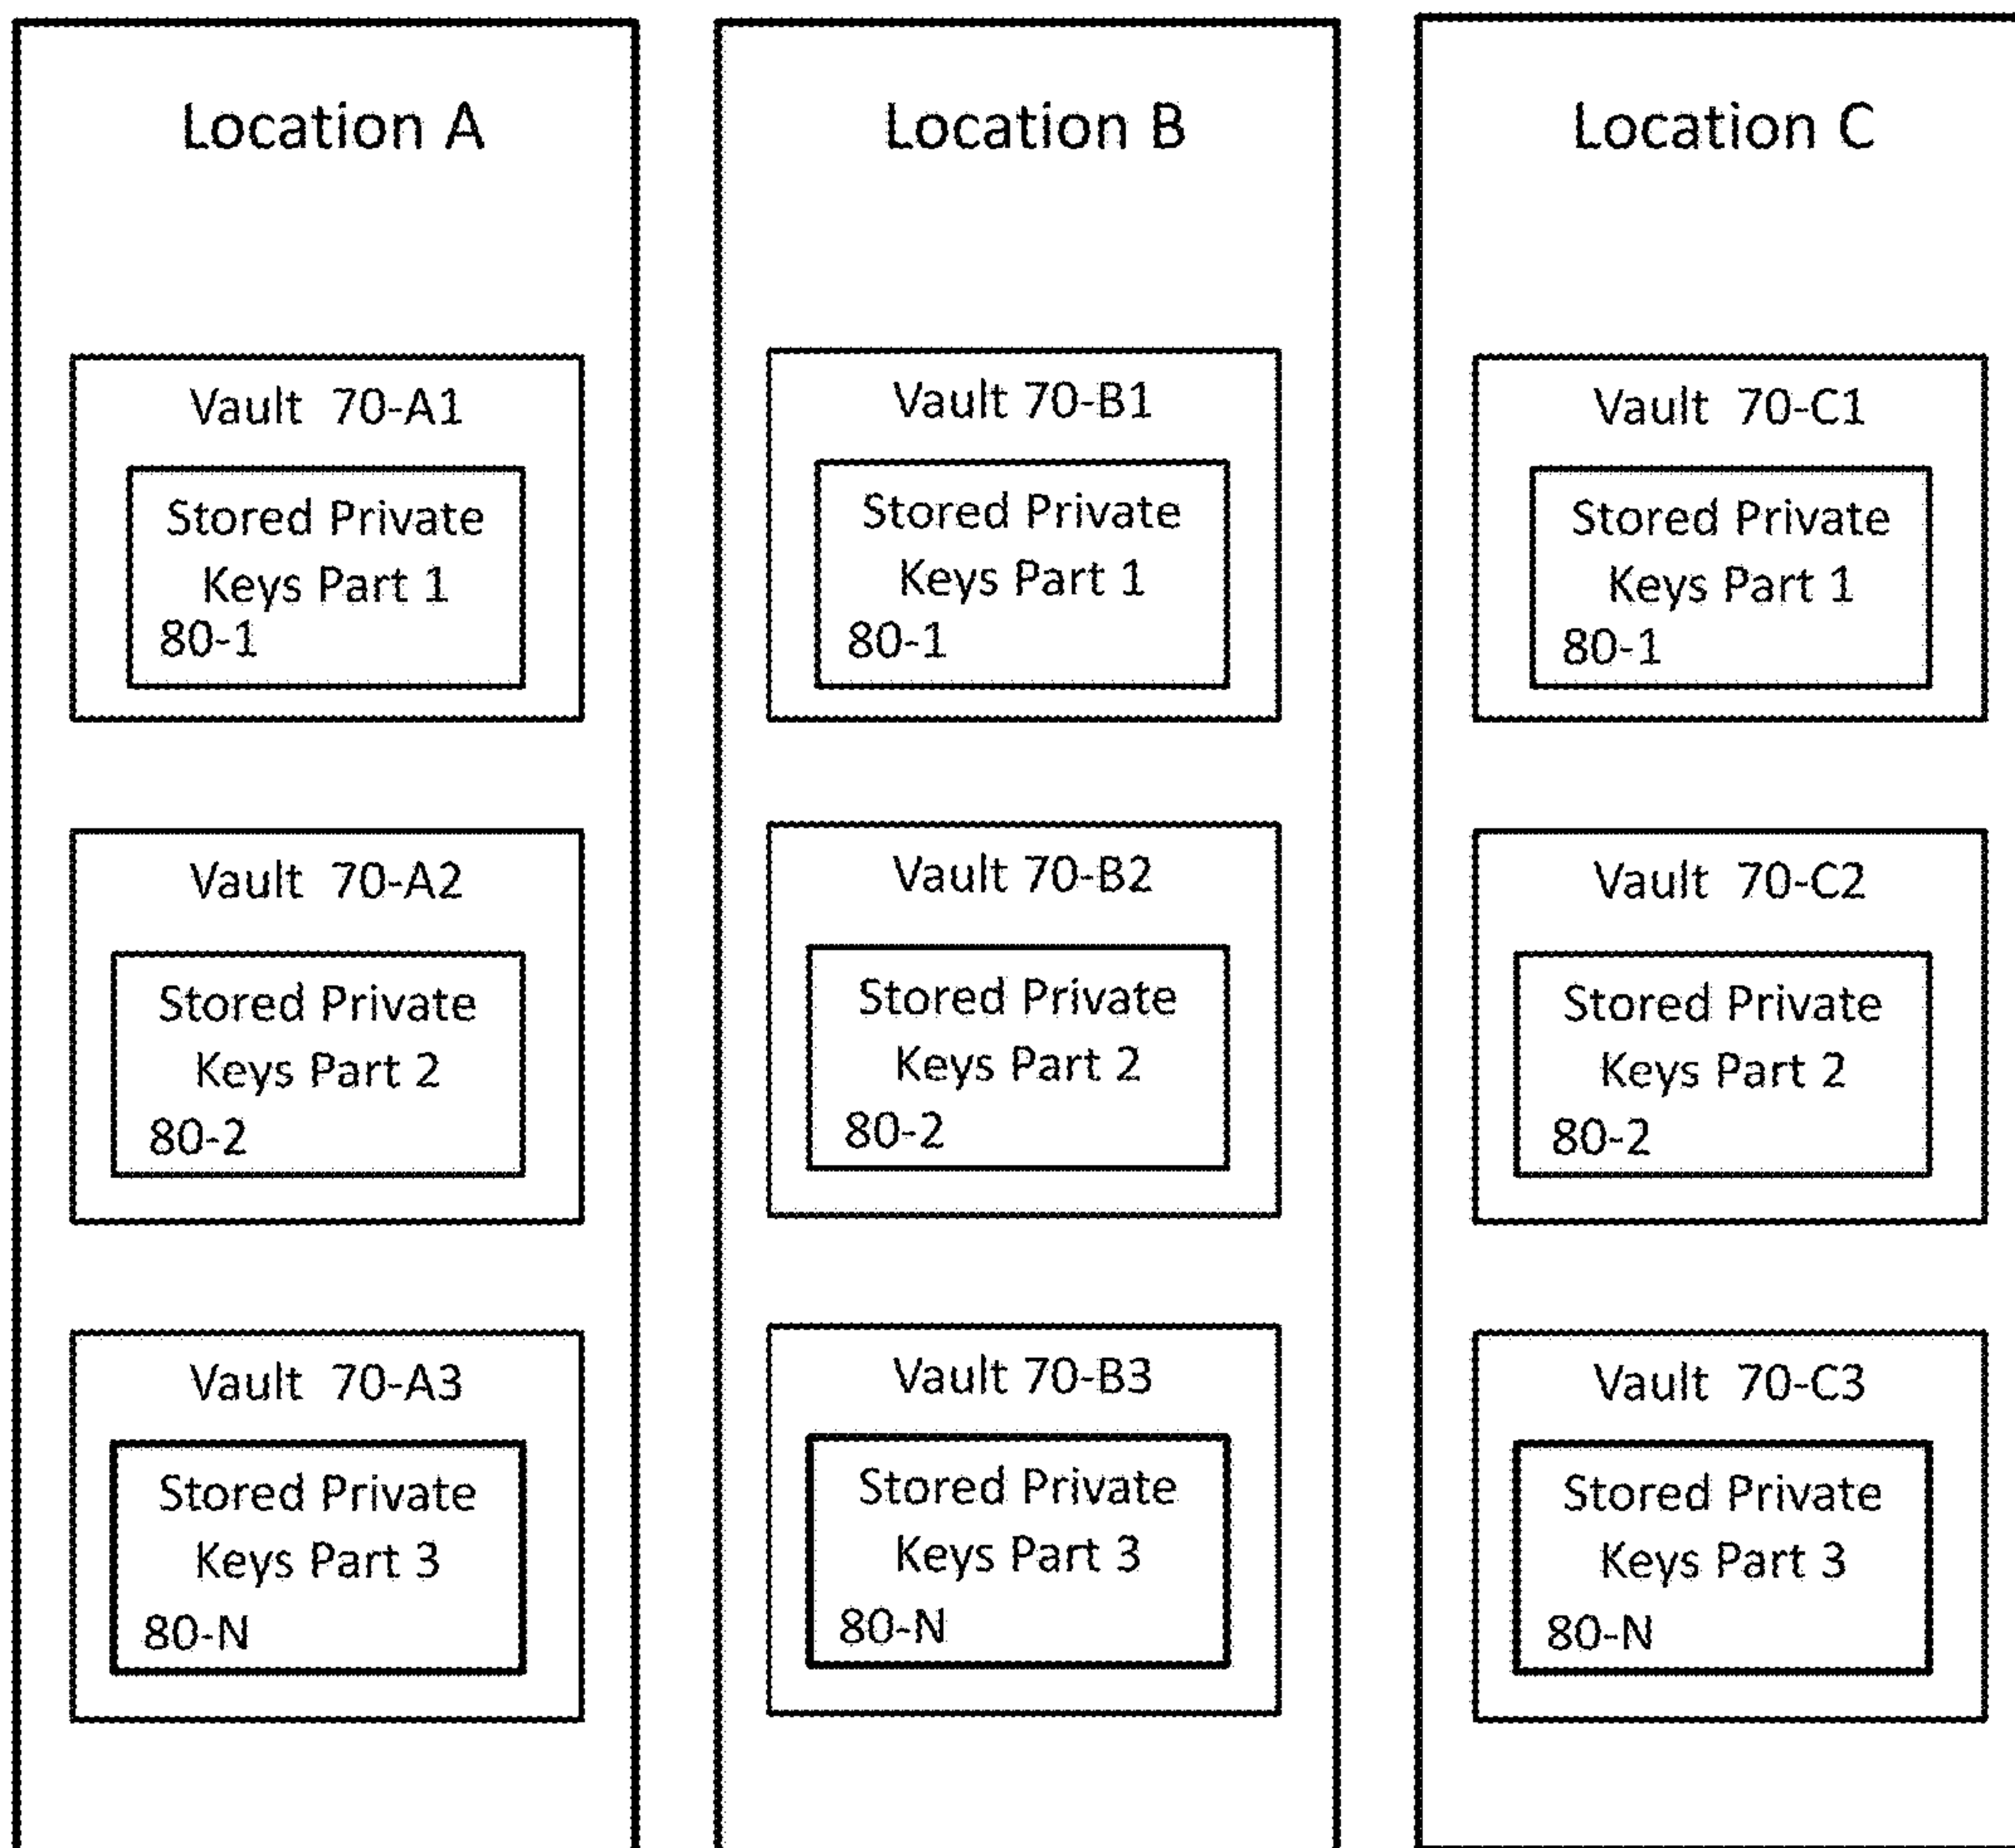 Location A
Vault 70-A1
Stored Private
Keys Part 1
80-1
Vault 70-A2
Stored Private
Keys Part 2
80-2
Vault 70-A3
Stored Private
Keys Part 3
80-N
Location B
Vault 70-B1
Stored Private
Keys Part 1
80-1
Vault 70-B2
Stored Private
Keys Part 2
80-2
Vault 70-B3
Stored Private
Keys Part 3
80-N
Location C
Vault 70-C1
Stored Private
Keys Part 1
80-1
Vault 70-C2
Stored Private
Keys Part 2
80-2
Vault 70-C3
Stored Private
Keys Part 3
80-N